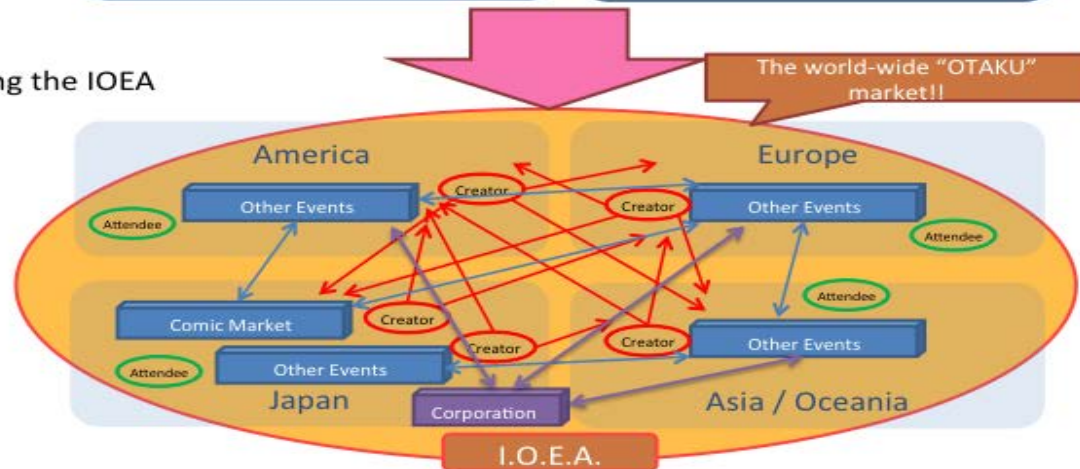 ng the IOEA
The world-wide “OTAKU”
market!!
America
Europe
Creator
Other Events
Creator
Other Events
Attendee
Attendee
Attendee
Comic Market
Creator
Creator
Creator
Other Events
Attendee
Other Events
Japan
Corporation
Asia / Oceania
I.O.E.A.